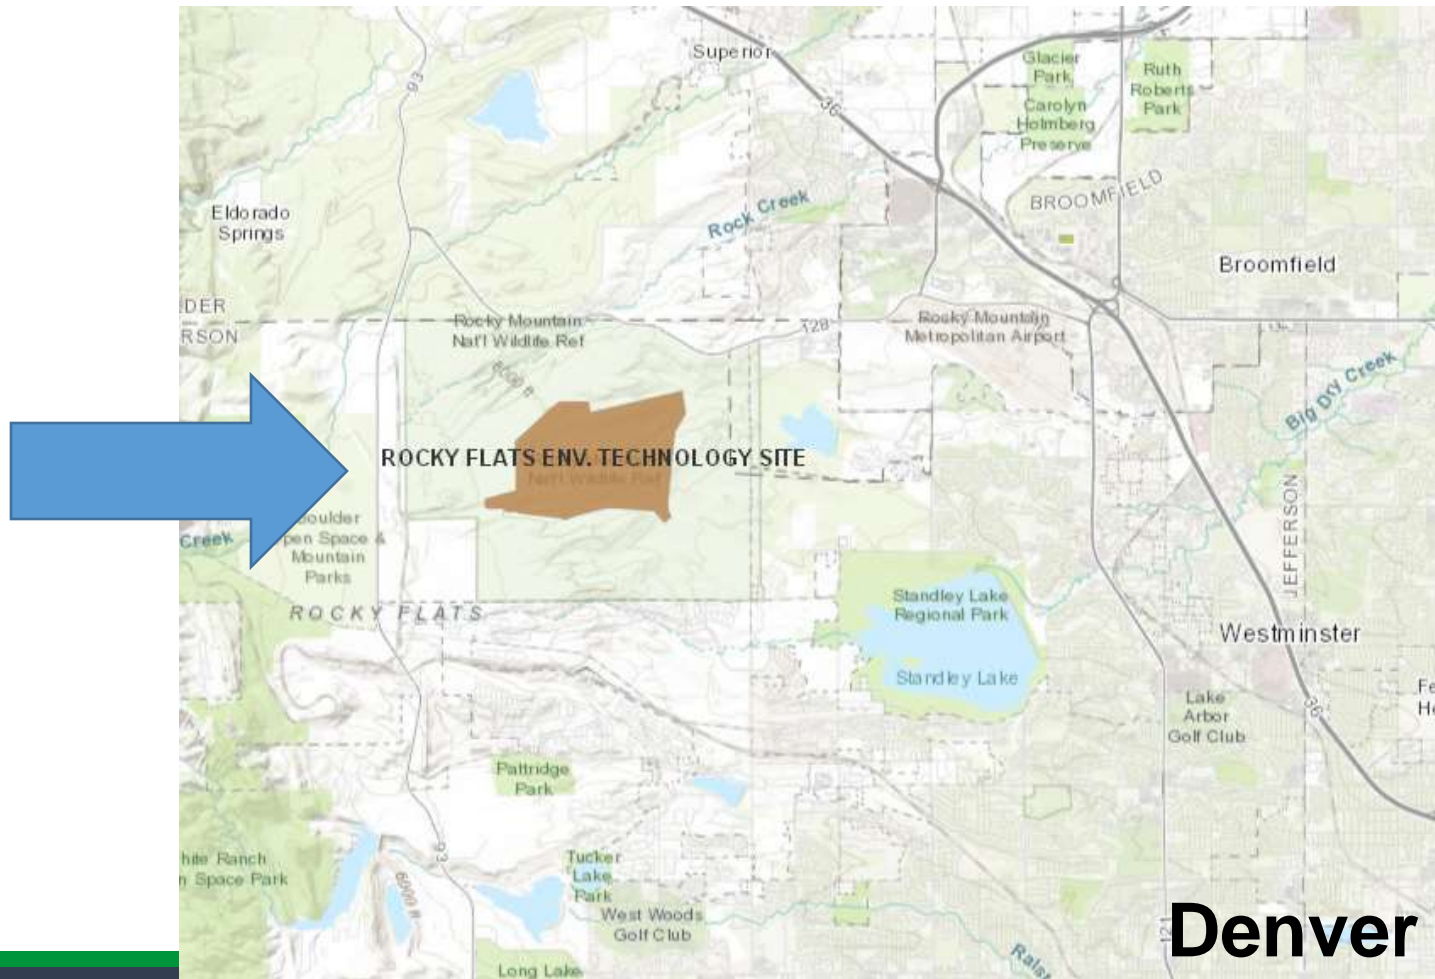 Superior
93
36
Glacier
Park
Ruth
Roberts
Park
Carolyn
Holmberg
Preserve
BROOMFIELD
Rock Creek
Eldorado
Springs
Broomfield
DER
RSON
Rocky Mountain
Nat'l Wildlife Ref
128
Rocky Mountain
Metropolitan Airport
6000 ft
Big Dry Creek
ROCKY FLATS ENV. TECHNOLOGY SITE
Nat'l Wildlife Ref
JEFFERSON
oulder
pen Space &
Mountain
Parks
Creek
ROCKY FLATS
Standley Lake
Regional Park
Standley Lake
Westminster
36
Fe
He
Lake
Arbor
Golf Club
Pattridge
Park
93
hite Ranch
n Space Park
6000 ft
Tucker
Lake
Park
West Woods
Golf Club
121
Denver
Ralst
Long Lake